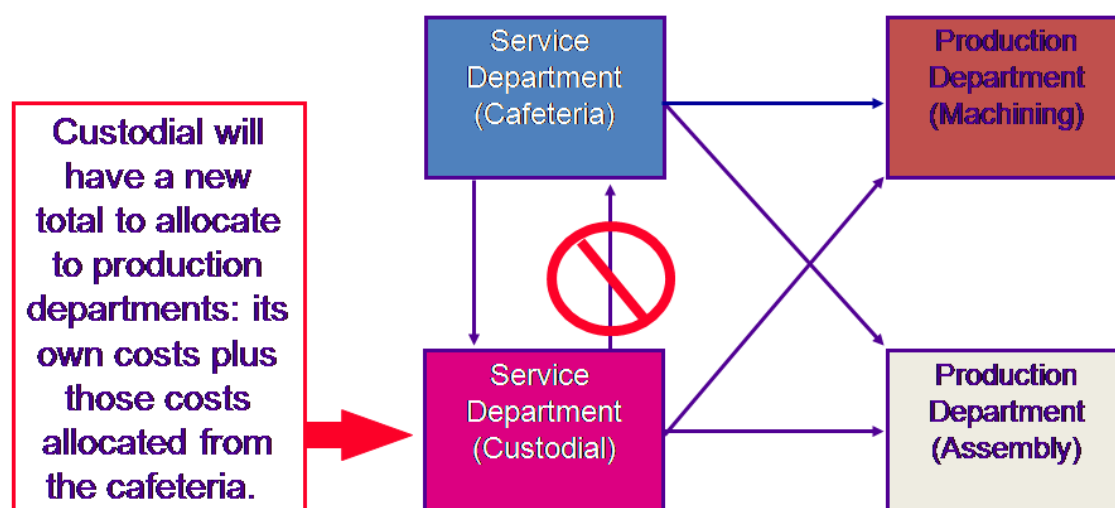 Service
Department
(Cafeteria)
Production
Department
(Machining)
Custodial will
have a new
total to allocate
to production
departments: its
own costs plus
those costs
allocated from
the cafeteria.
Service
Department
(Custodial)
Production
Department
(Assembly)